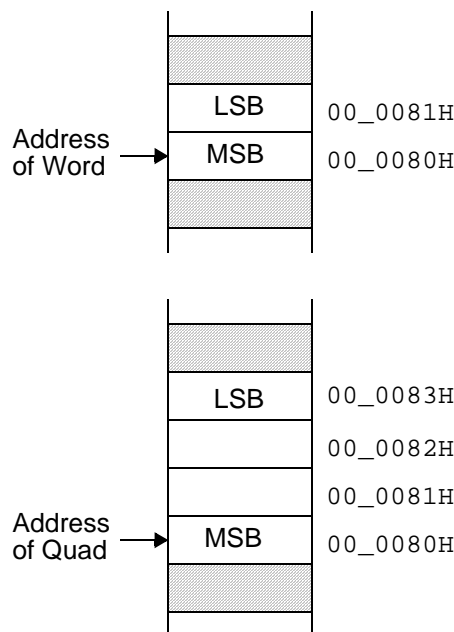 LSB
00_0081H
Address
of Word
MSB
00_0080H
LSB
00_0083H
00_0082H
00_0081H
Address
of Quad
MSB
00_0080H